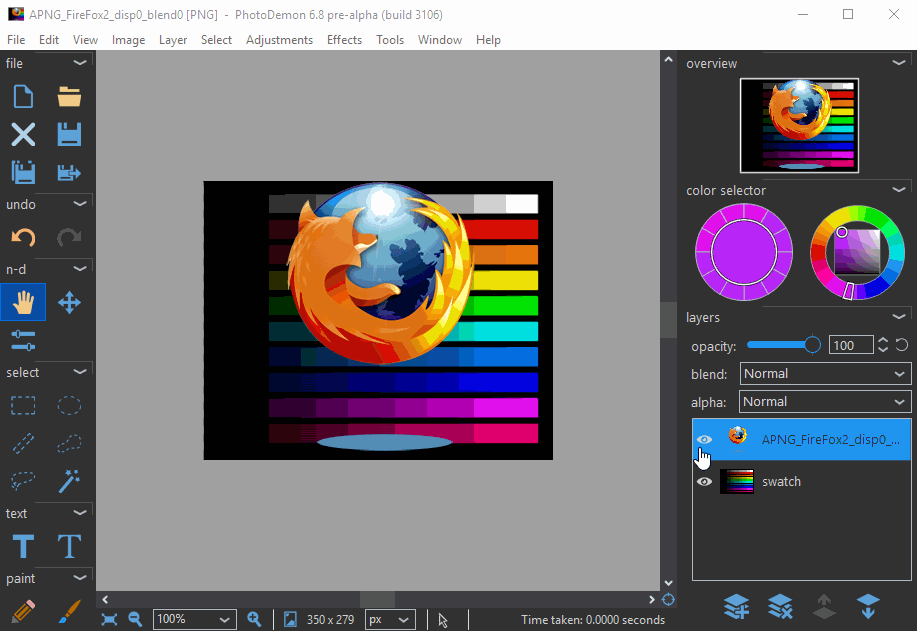 APNG_FireFox2_disp0_blend0 [PNG] - PhotoDemon 6.8 pre-alpha (build 3106)
File Edit View Image Layer Select Adjustments Effects Tools Window Help
file
undo
n-d
select
text
T T
paint
overview
color selector
layers
opacity: 100
blend: Normal
alpha: Normal
APNG_FireFox2_disp0_...
swatch
100% 350 x 279 px Time taken: 0.0000 seconds